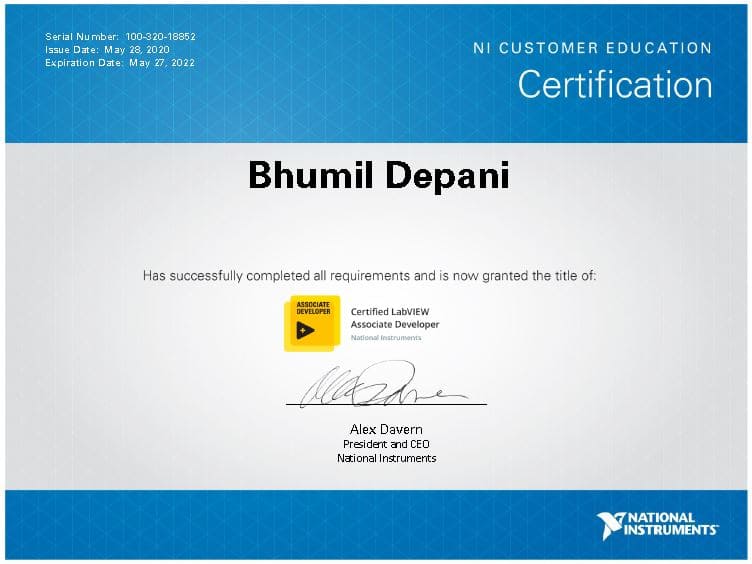 Serial Number: 100-320-18852
Issue Date: May 28, 2020
Expiration Date: May 27, 2022
NI CUSTOMER EDUCATION
Certification
Bhumil Depani
Has successfully completed all requirements and is now granted the title of:
ASSOCIATE
DEVELOPER
Certified LabVIEW
Associate Developer
National Instruments
Alex Davern
President and CEO
National Instruments
NATIONAL
INSTRUMENTS